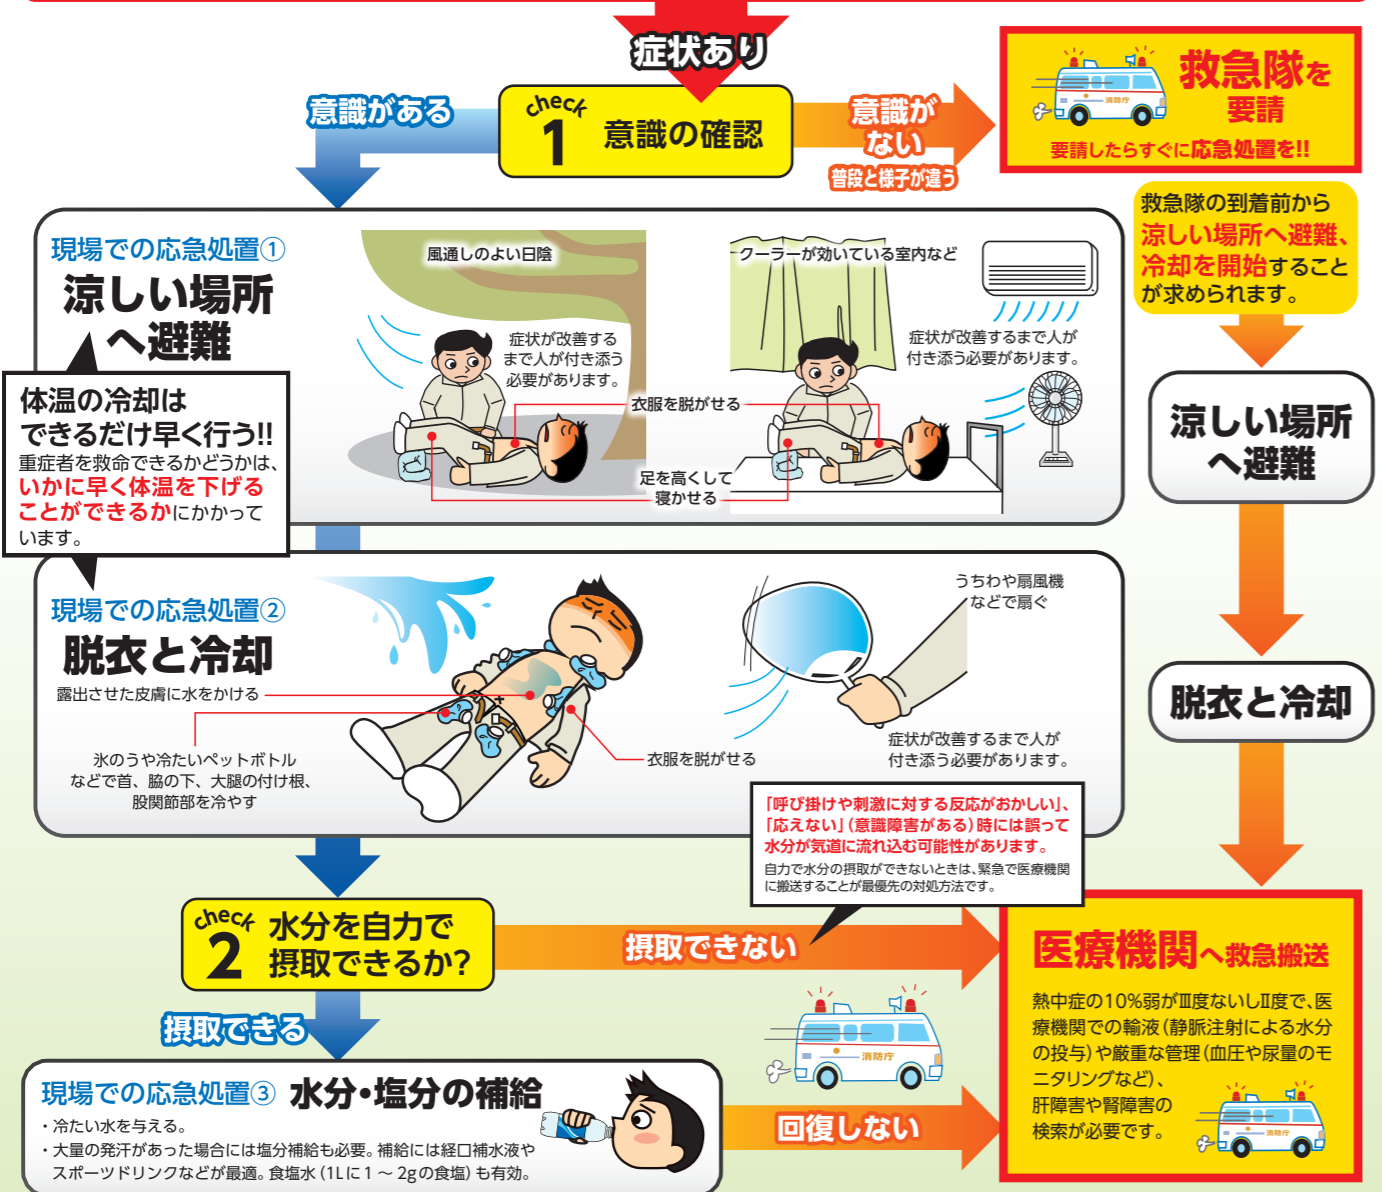 症状あり
意識がある
check
1
意識の確認
意識が
ない
普段と様子が違う
消防庁
救急隊を
要請
要請したらすぐに応急処置を!!
救急隊の到着前から
涼しい場所へ避難、
冷却を開始すること
が求められます。
涼しい場所
へ避難
脱衣と冷却
現場での応急処置①
涼しい場所
へ避難
風通しのよい日陰
症状が改善する
まで人が付き添う
必要があります。
クーラーが効いている室内など
症状が改善するまで人が
付き添う必要があります。
衣服を脱がせる
足を高くして
寝かせる
体温の冷却は
できるだけ早く行う!!
重症者を救命できるかどうかは、
いかに早く体温を下げる
ことができるかにかかって
います。
現場での応急処置②
脱衣と冷却
露出させた皮膚に水をかける
氷のうや冷たいペットボトル
などで首、脇の下、大腿の付け根、
股関節部を冷やす
衣服を脱がせる
うちわや扇風機
などで扇ぐ
症状が改善するまで人が
付き添う必要があります。
「呼び掛けや刺激に対する反応がおかしい」、
「応えない」(意識障害がある)時には誤って
水分が気道に流れ込む可能性があります。
自力で水分の摂取ができないときは、緊急で医療機関
に搬送することが最優先の対処方法です。
check
2
水分を自力で
摂取できるか?
摂取できない
摂取できる
消防庁
現場での応急処置③ 水分・塩分の補給
・冷たい水を与える。
・大量の発汗があった場合には塩分補給も必要。補給には経口補水液や
スポーツドリンクなどが最適。食塩水(1Lに1~2gの食塩)も有効。
回復しない
医療機関へ救急搬送
熱中症の10%弱がⅢ度ないしⅡ度で、医
療機関での輸液(静脈注射による水分
の投与)や厳重な管理(血圧や尿量のモ
ニタリングなど)、
肝障害や腎障害の
検索が必要です。
消防庁